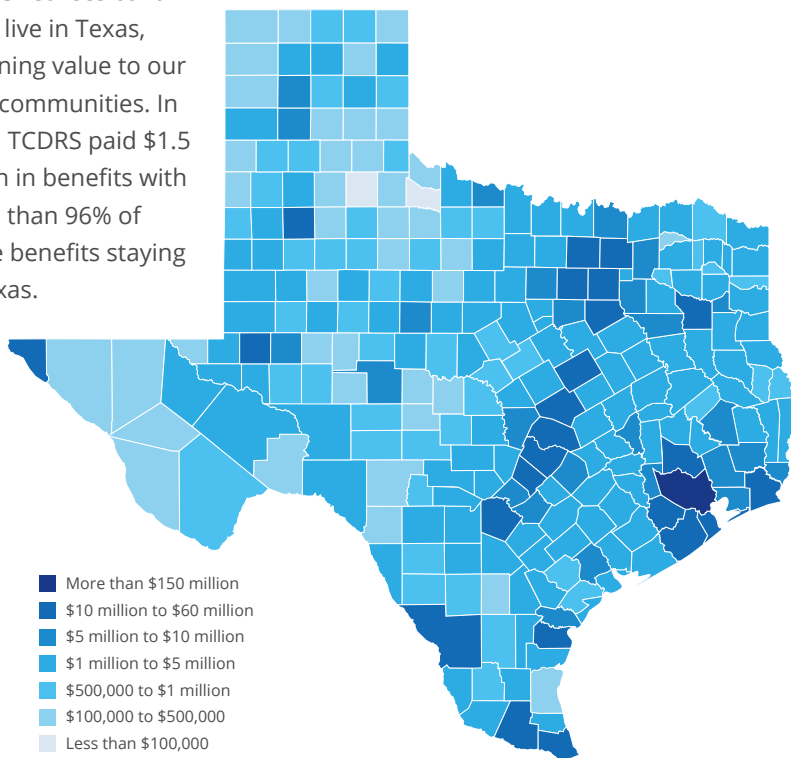 live in Texas,
value to our
communities. In
TCDRS paid $1.5
in benefits with
than 96% of
benefits staying
More than $150 million
$10 million to $60 million
$5 million to $10 million
$1 million to $5 million
$500,000 to $1 million
$100,000 to $500,000
Less than $100,000